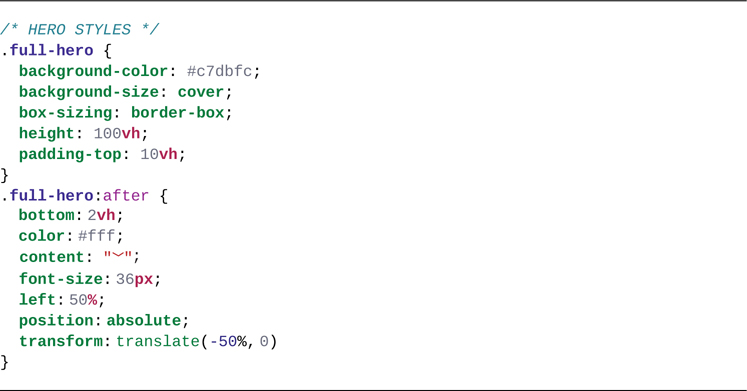 /* HERO STYLES */
.full-hero {
background-color: #c7dbfc;
background-size: cover;
box-sizing: border-box;
height: 100vh;
padding-top: 10vh;
}
.full-hero:after {
bottom: 2vh;
color: #fff;
content: "﹀";
font-size: 36px;
left: 50%;
position: absolute;
transform: translate(-50%, 0)
}